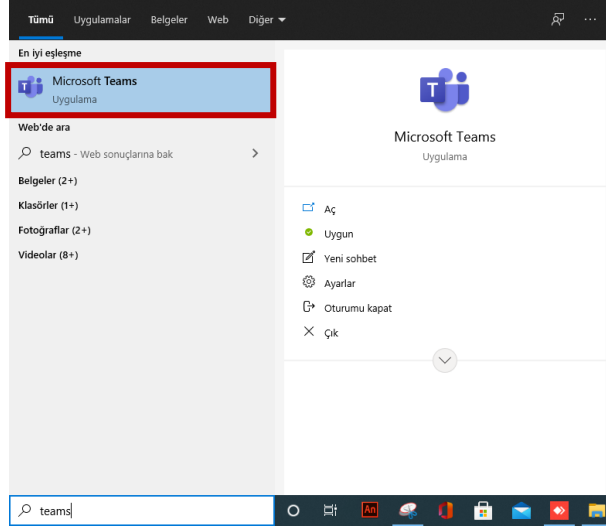 Tümü Uygulamalar Belgeler Web Diğer
En iyi eşleşme
Microsoft Teams
Uygulama
Web'de ara
teams - Web sonuçlarına bak
Belgeler (2+)
Klasörler (1+)
Fotoğraflar (2+)
Videolar (8+)
Microsoft Teams
Uygulama
Aç
Uygun
Yeni sohbet
Ayarlar
Oturumu kapat
Çık
teams
An